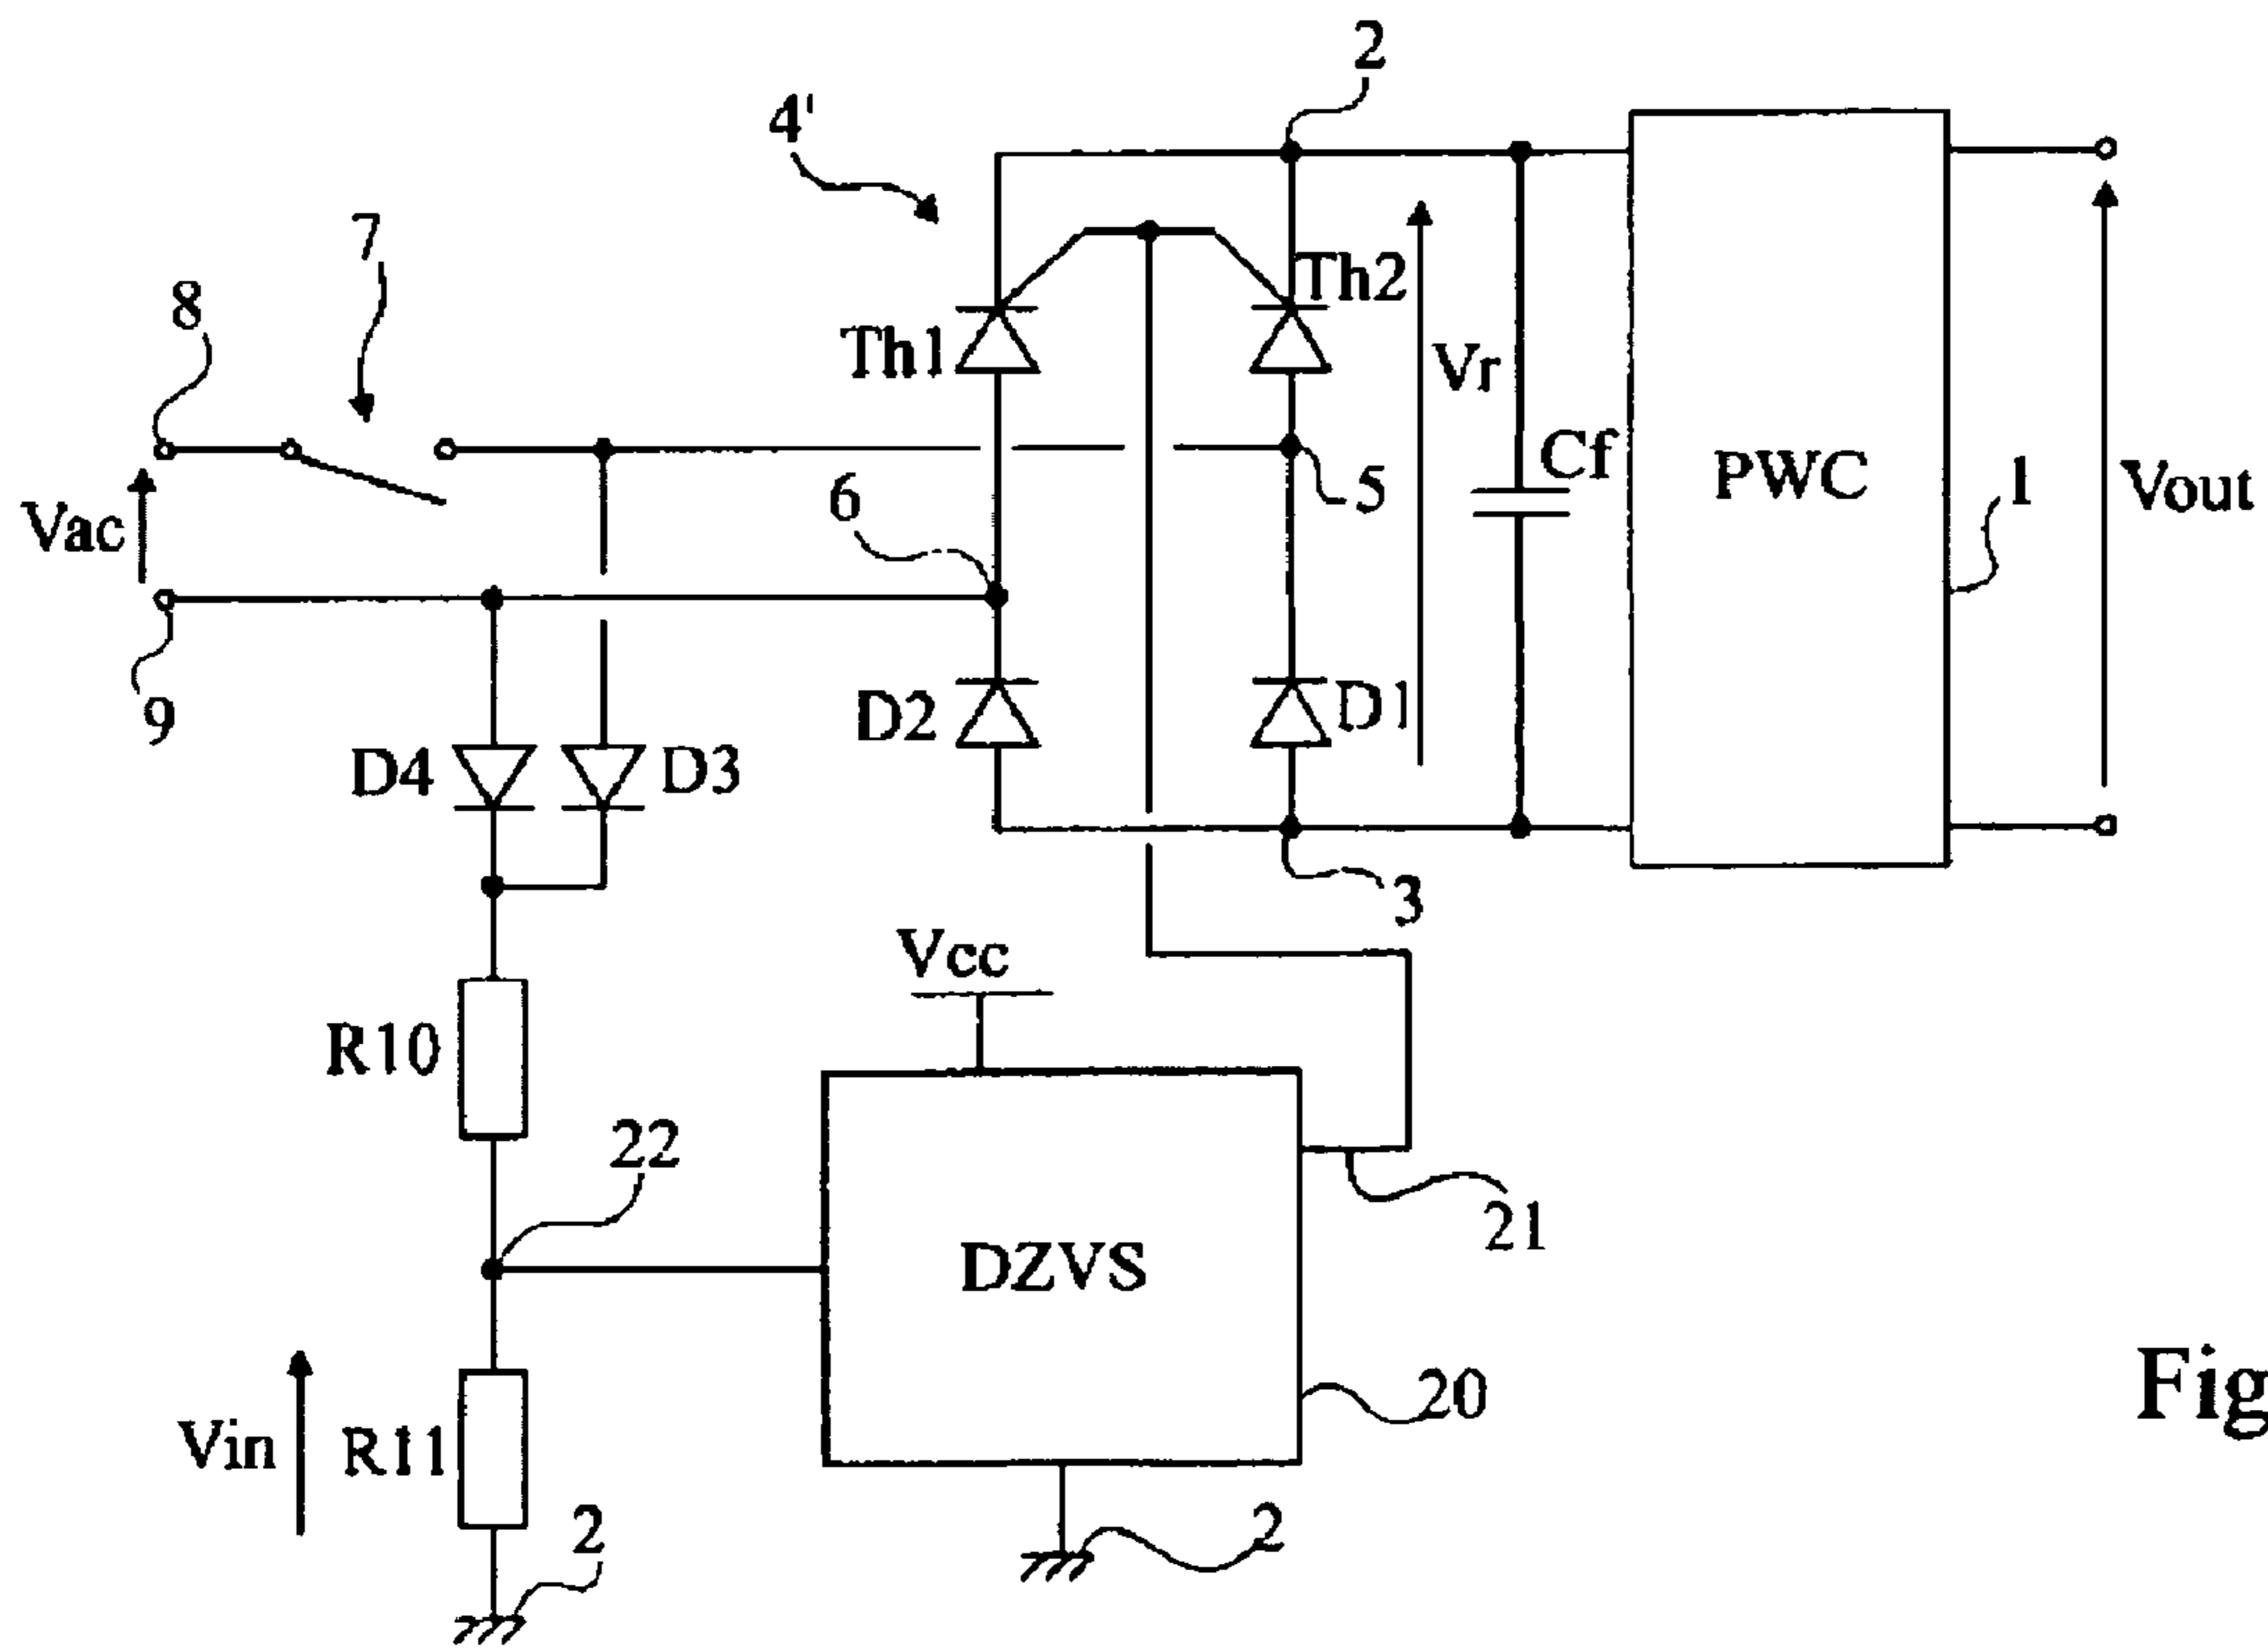 2
4'
7
Th2
8
Th1
Vr
Cf
PWC
5
6
1
Vac
Vout
D2
D1
9
D4
D3
3
Vcc
R10
22
21
DZVS
20
Vin
R11
2
2
Fig